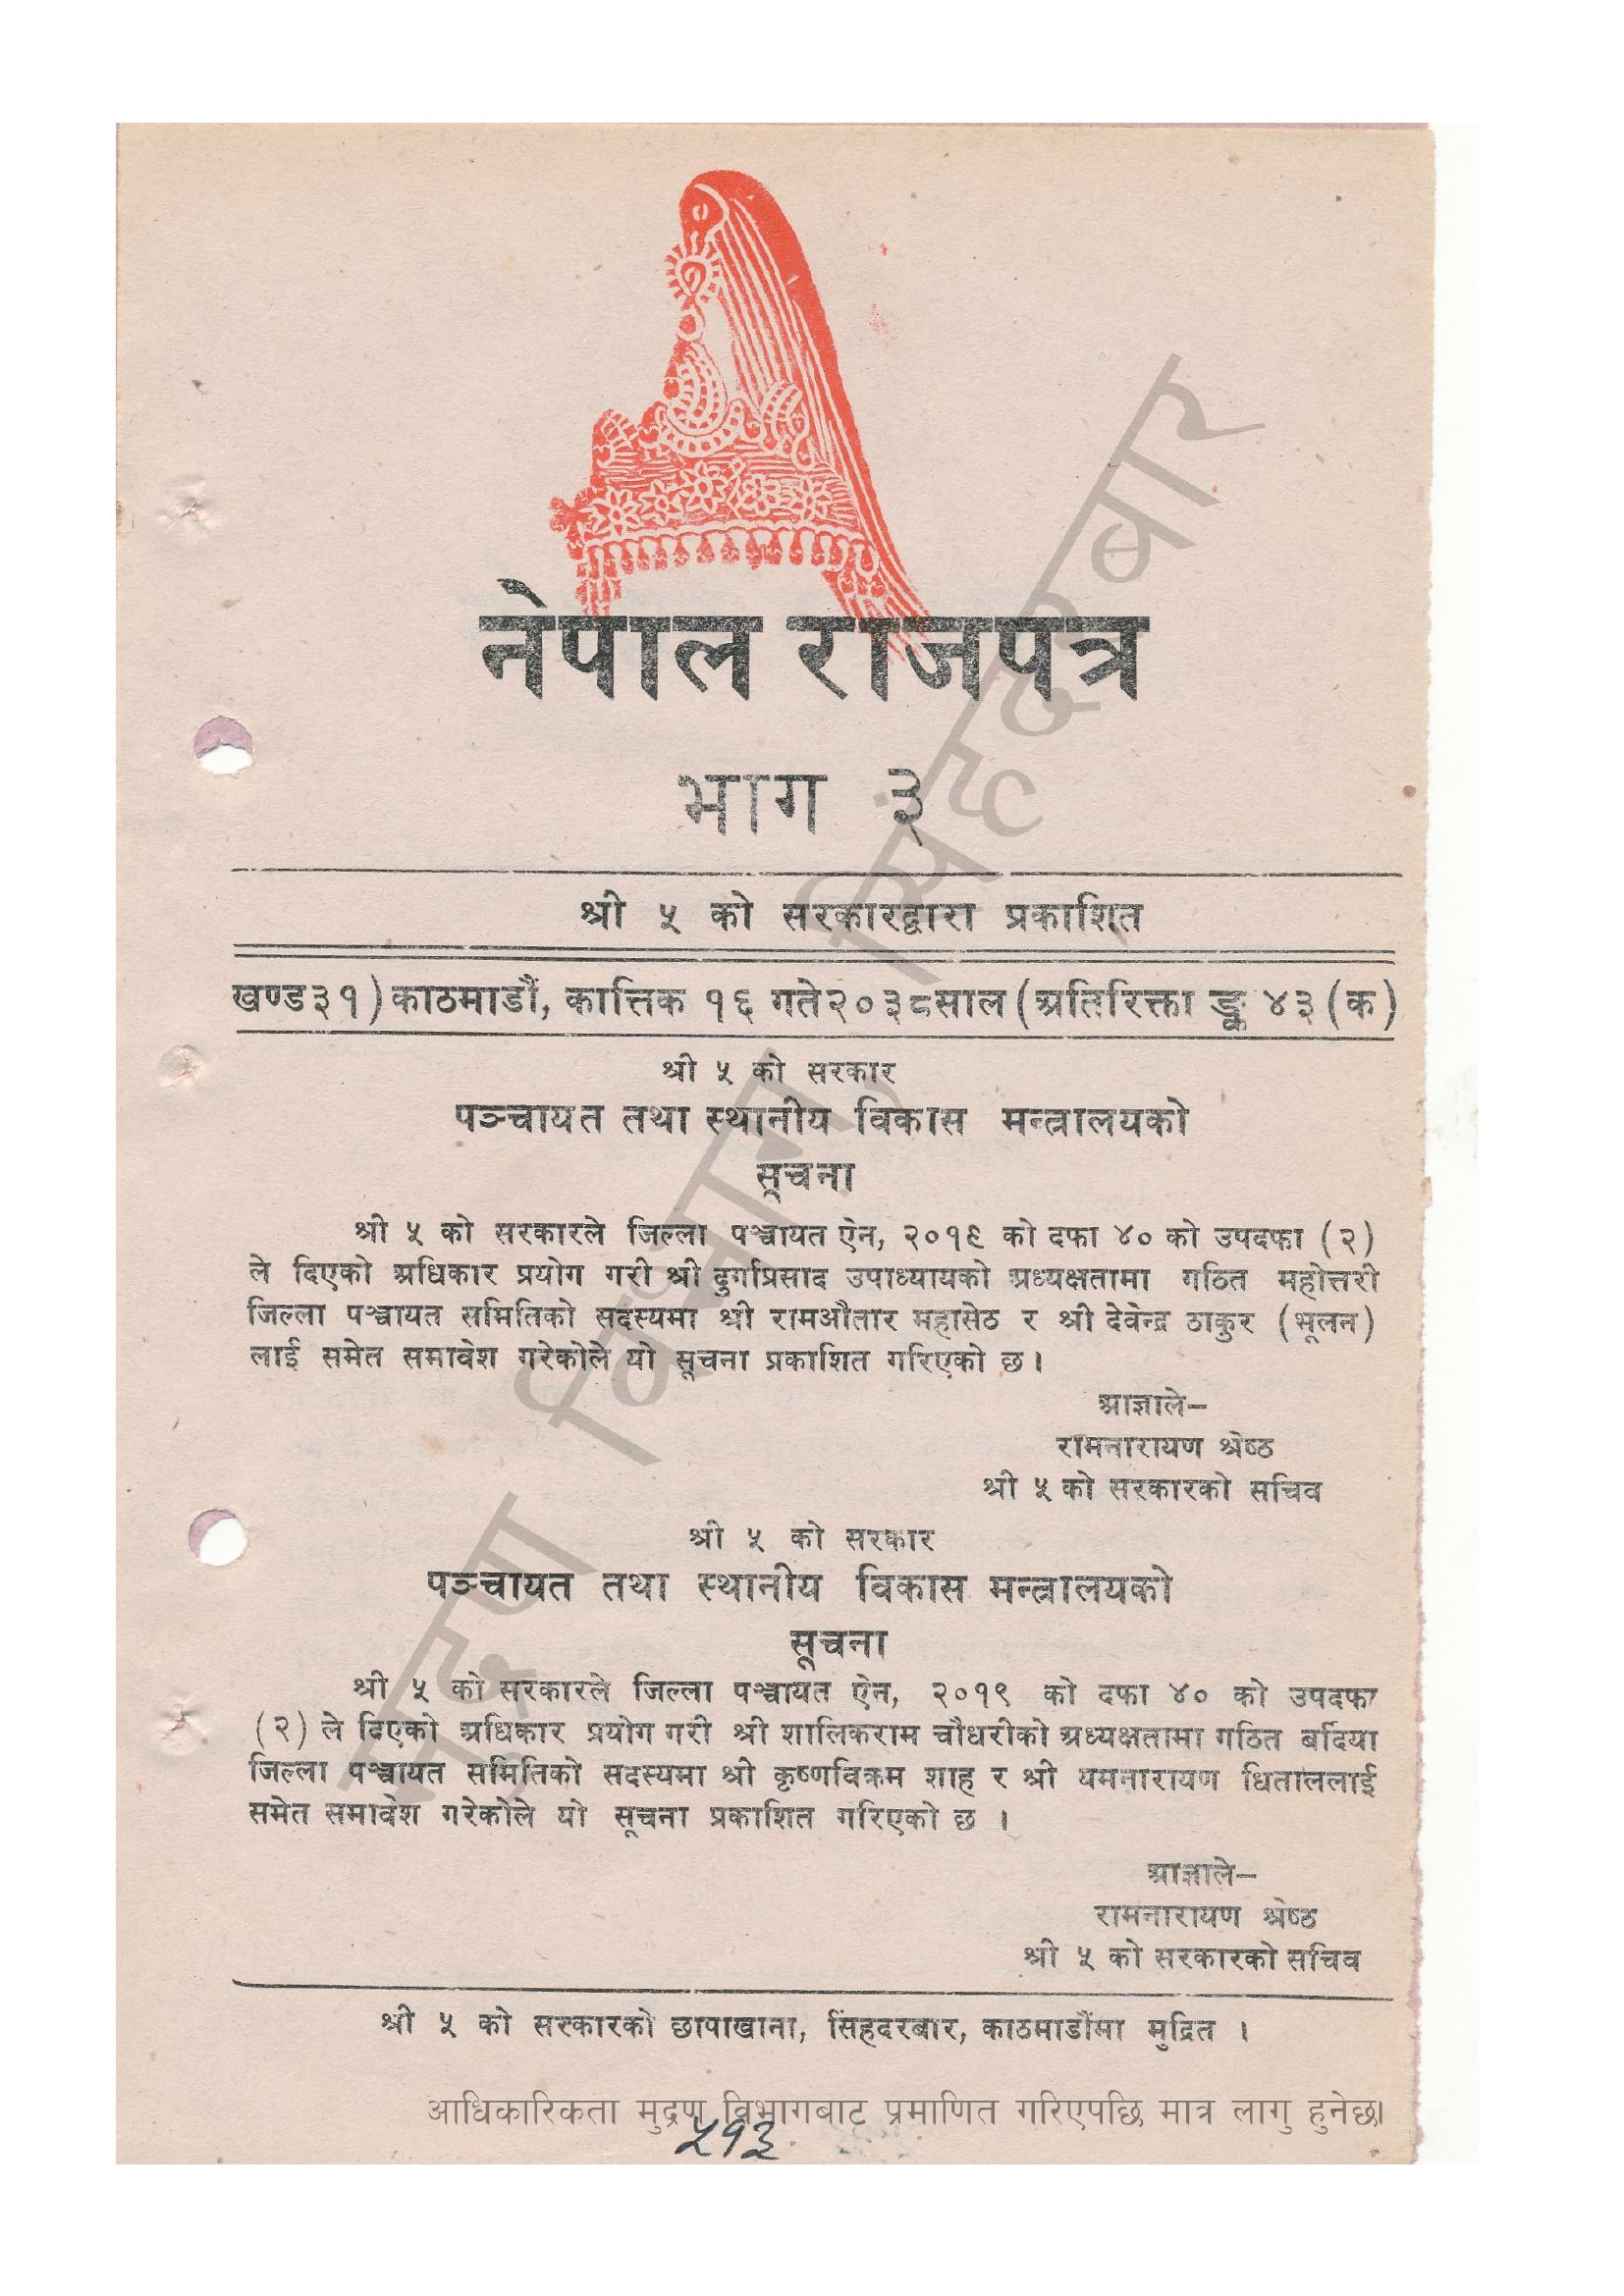 नेपाल राजपत्र
भाग ३
श्री ५ को सरकारद्वारा प्रकाशित
खण्ड ३१) काठमाडौं, कात्तिक १६ गते २०३८ साल (अतिरिक्ता ङ्क ४३ (क)
श्री ५ को सरकार
पञ्चायत तथा स्थानीय विकास मन्त्रालयको
सूचना
श्री ५ को सरकारले जिल्ला पञ्चायत ऐन, २०१९ को दफा ४० को उपदफा (२)
ले दिएको अधिकार प्रयोग गरी श्री दुर्गाप्रसाद उपाध्यायको अध्यक्षतामा गठित महोत्तरी
जिल्ला पञ्चायत समितिको सदस्यमा श्री रामऔतार महासेठ र श्री देवेन्द्र ठाकुर (भूलन)
लाई समेत समावेश गरेकोले यो सूचना प्रकाशित गरिएको छ।
आज्ञाले–
रामनारायण श्रेष्ठ
श्री ५ को सरकारको सचिव
श्री ५ को सरकार
पञ्चायत तथा स्थानीय विकास मन्त्रालयको
सूचना
श्री ५ को सरकारले जिल्ला पञ्चायत ऐन, २०१९ को दफा ४० को उपदफा
(२) ले दिएको अधिकार प्रयोग गरी श्री शालिकराम चौधरीको अध्यक्षतामा गठित बर्दिया
जिल्ला पञ्चायत समितिको सदस्यमा श्री कृष्णविक्रम शाह र श्री यमनारायण धिताललाई
समेत समावेश गरेकोले यो सूचना प्रकाशित गरिएको छ ।
आज्ञाले–
रामनारायण श्रेष्ठ
श्री ५ को सरकारको सचिव
श्री ५ को सरकारको छापाखाना, सिंहदरबार, काठमाडौंमा मुद्रित ।
आधिकारिकता मुद्रण विभागबाट प्रमाणित गरिएपछि मात्र लागु हुनेछ।
५१३
मुद्रण विभाग, सिंहदरबार